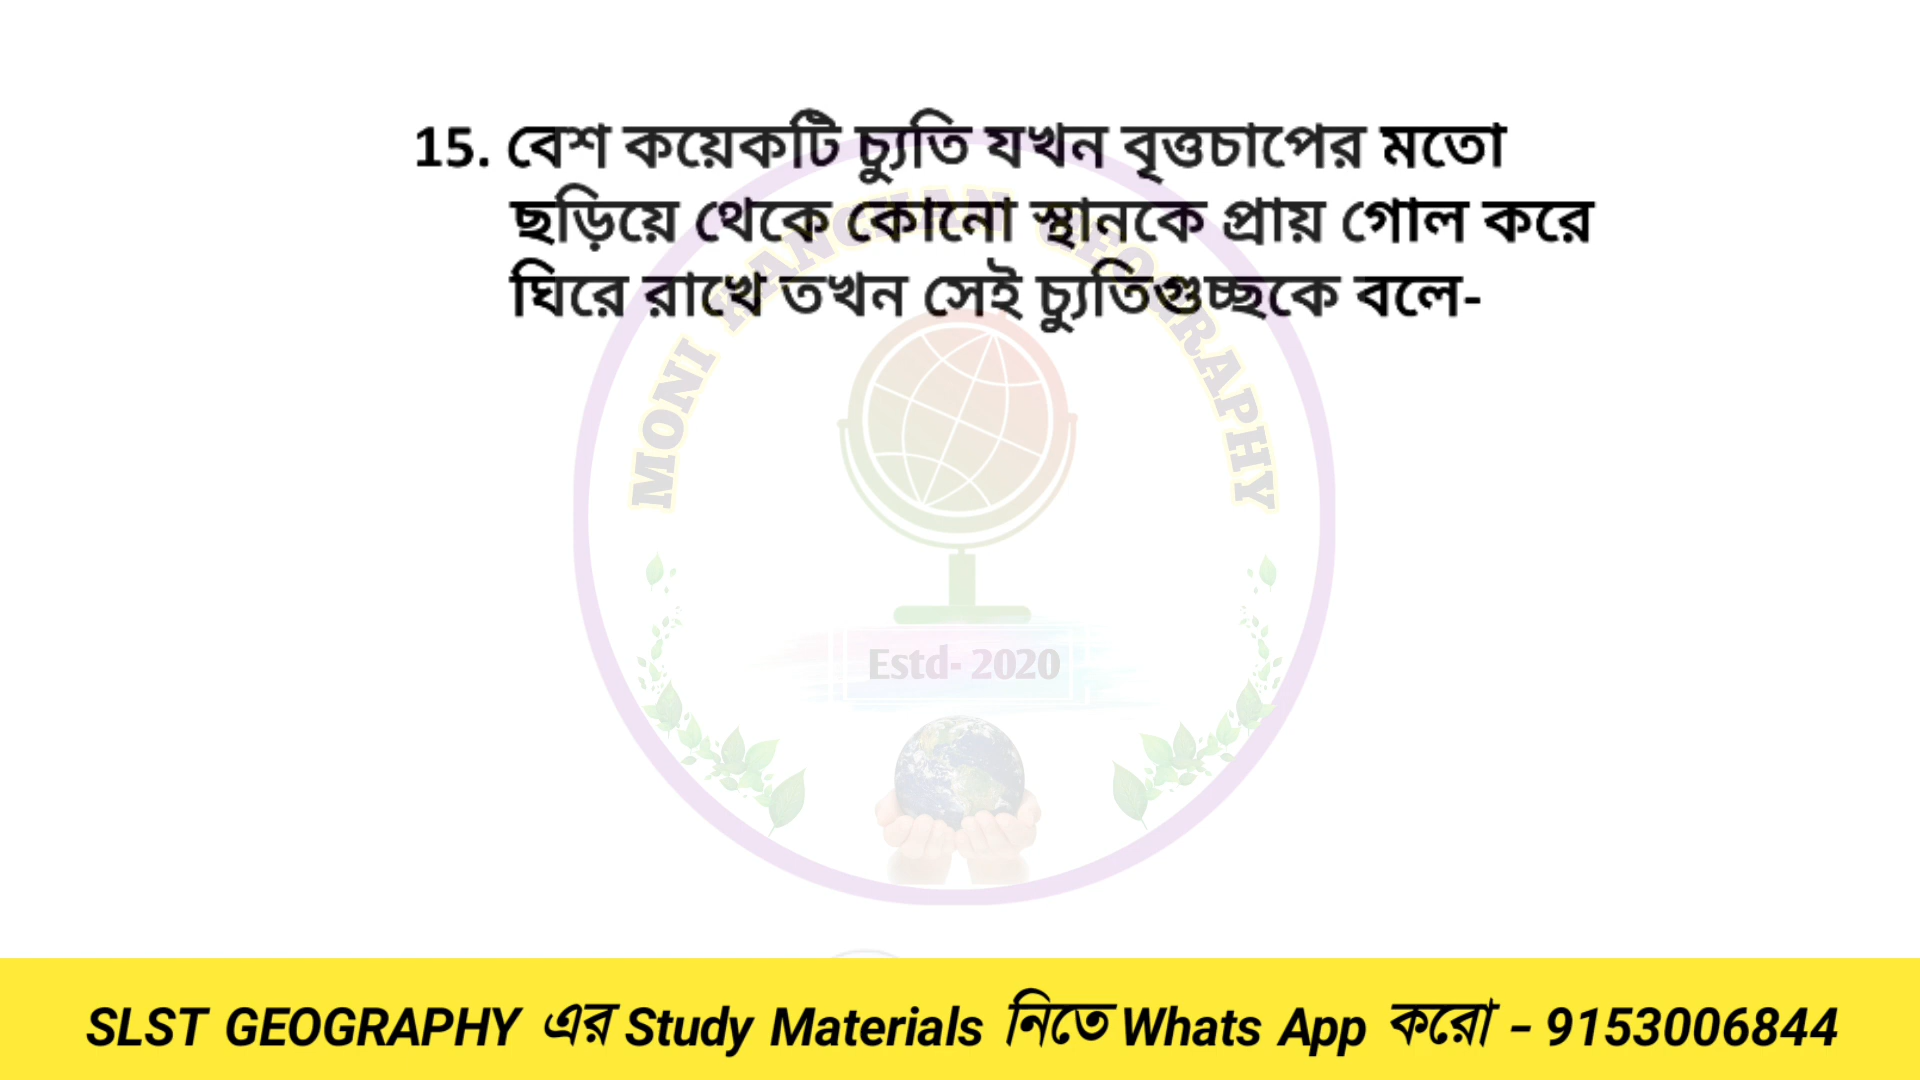 15. বেশ কয়েকটি চ্যুতি যখন বৃত্তচাপের মতো
ছড়িয়ে থেকে কোনো স্থানকে প্রায় গোল করে
ঘিরে রাখে তখন সেই চ্যুতিগুচ্ছকে বলে-
MONI KANCHAN GEOGRAPHY
Estd- 2020
SLST GEOGRAPHY এর Study Materials নিতে Whats App করো - 9153006844